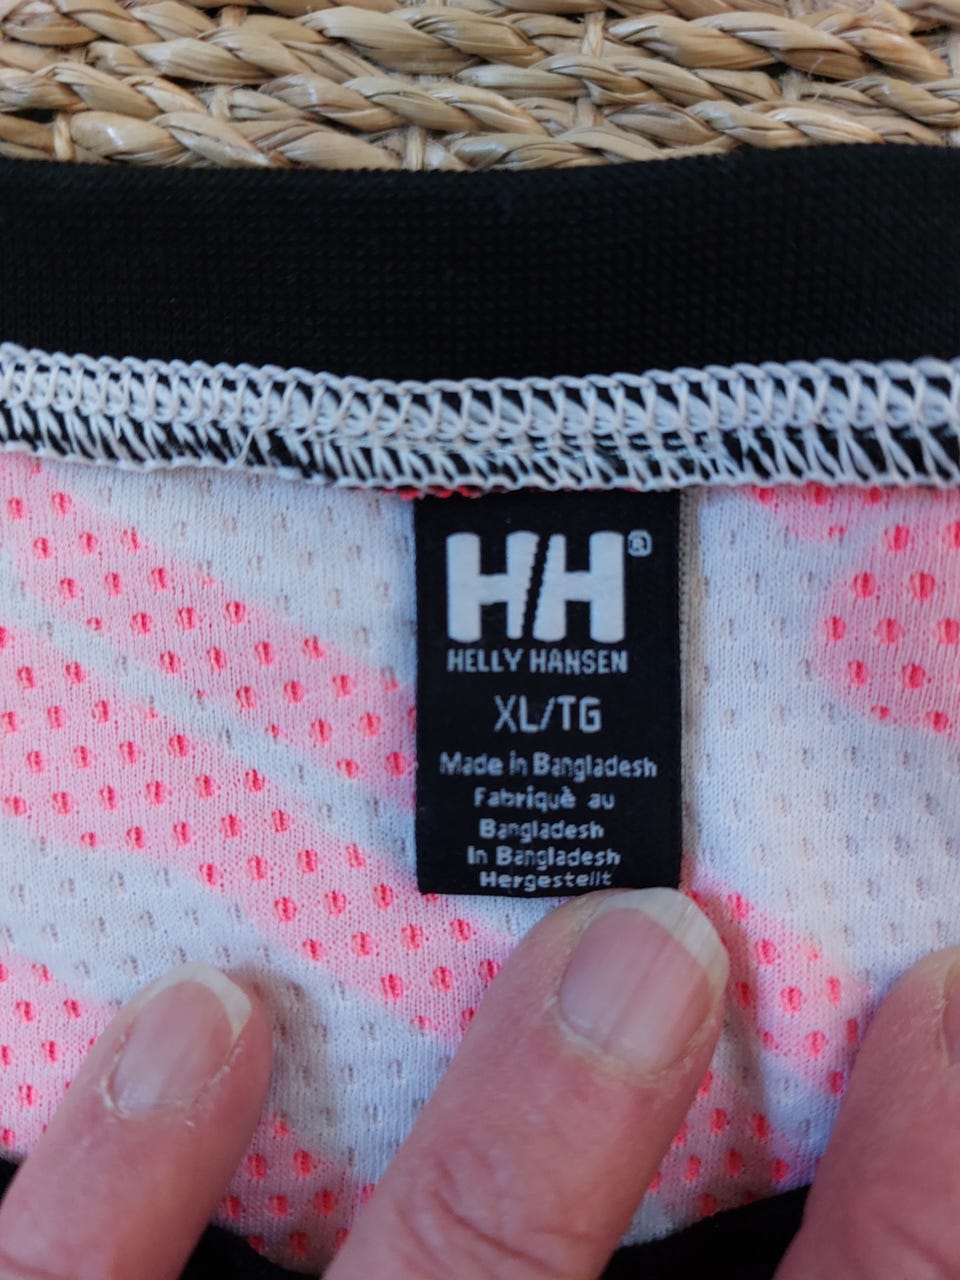 HH®
HELLY HANSEN
XL/TG
Made in Bangladesh
Fabriquè au
Bangladesh
In Bangladesh
Hergestellt